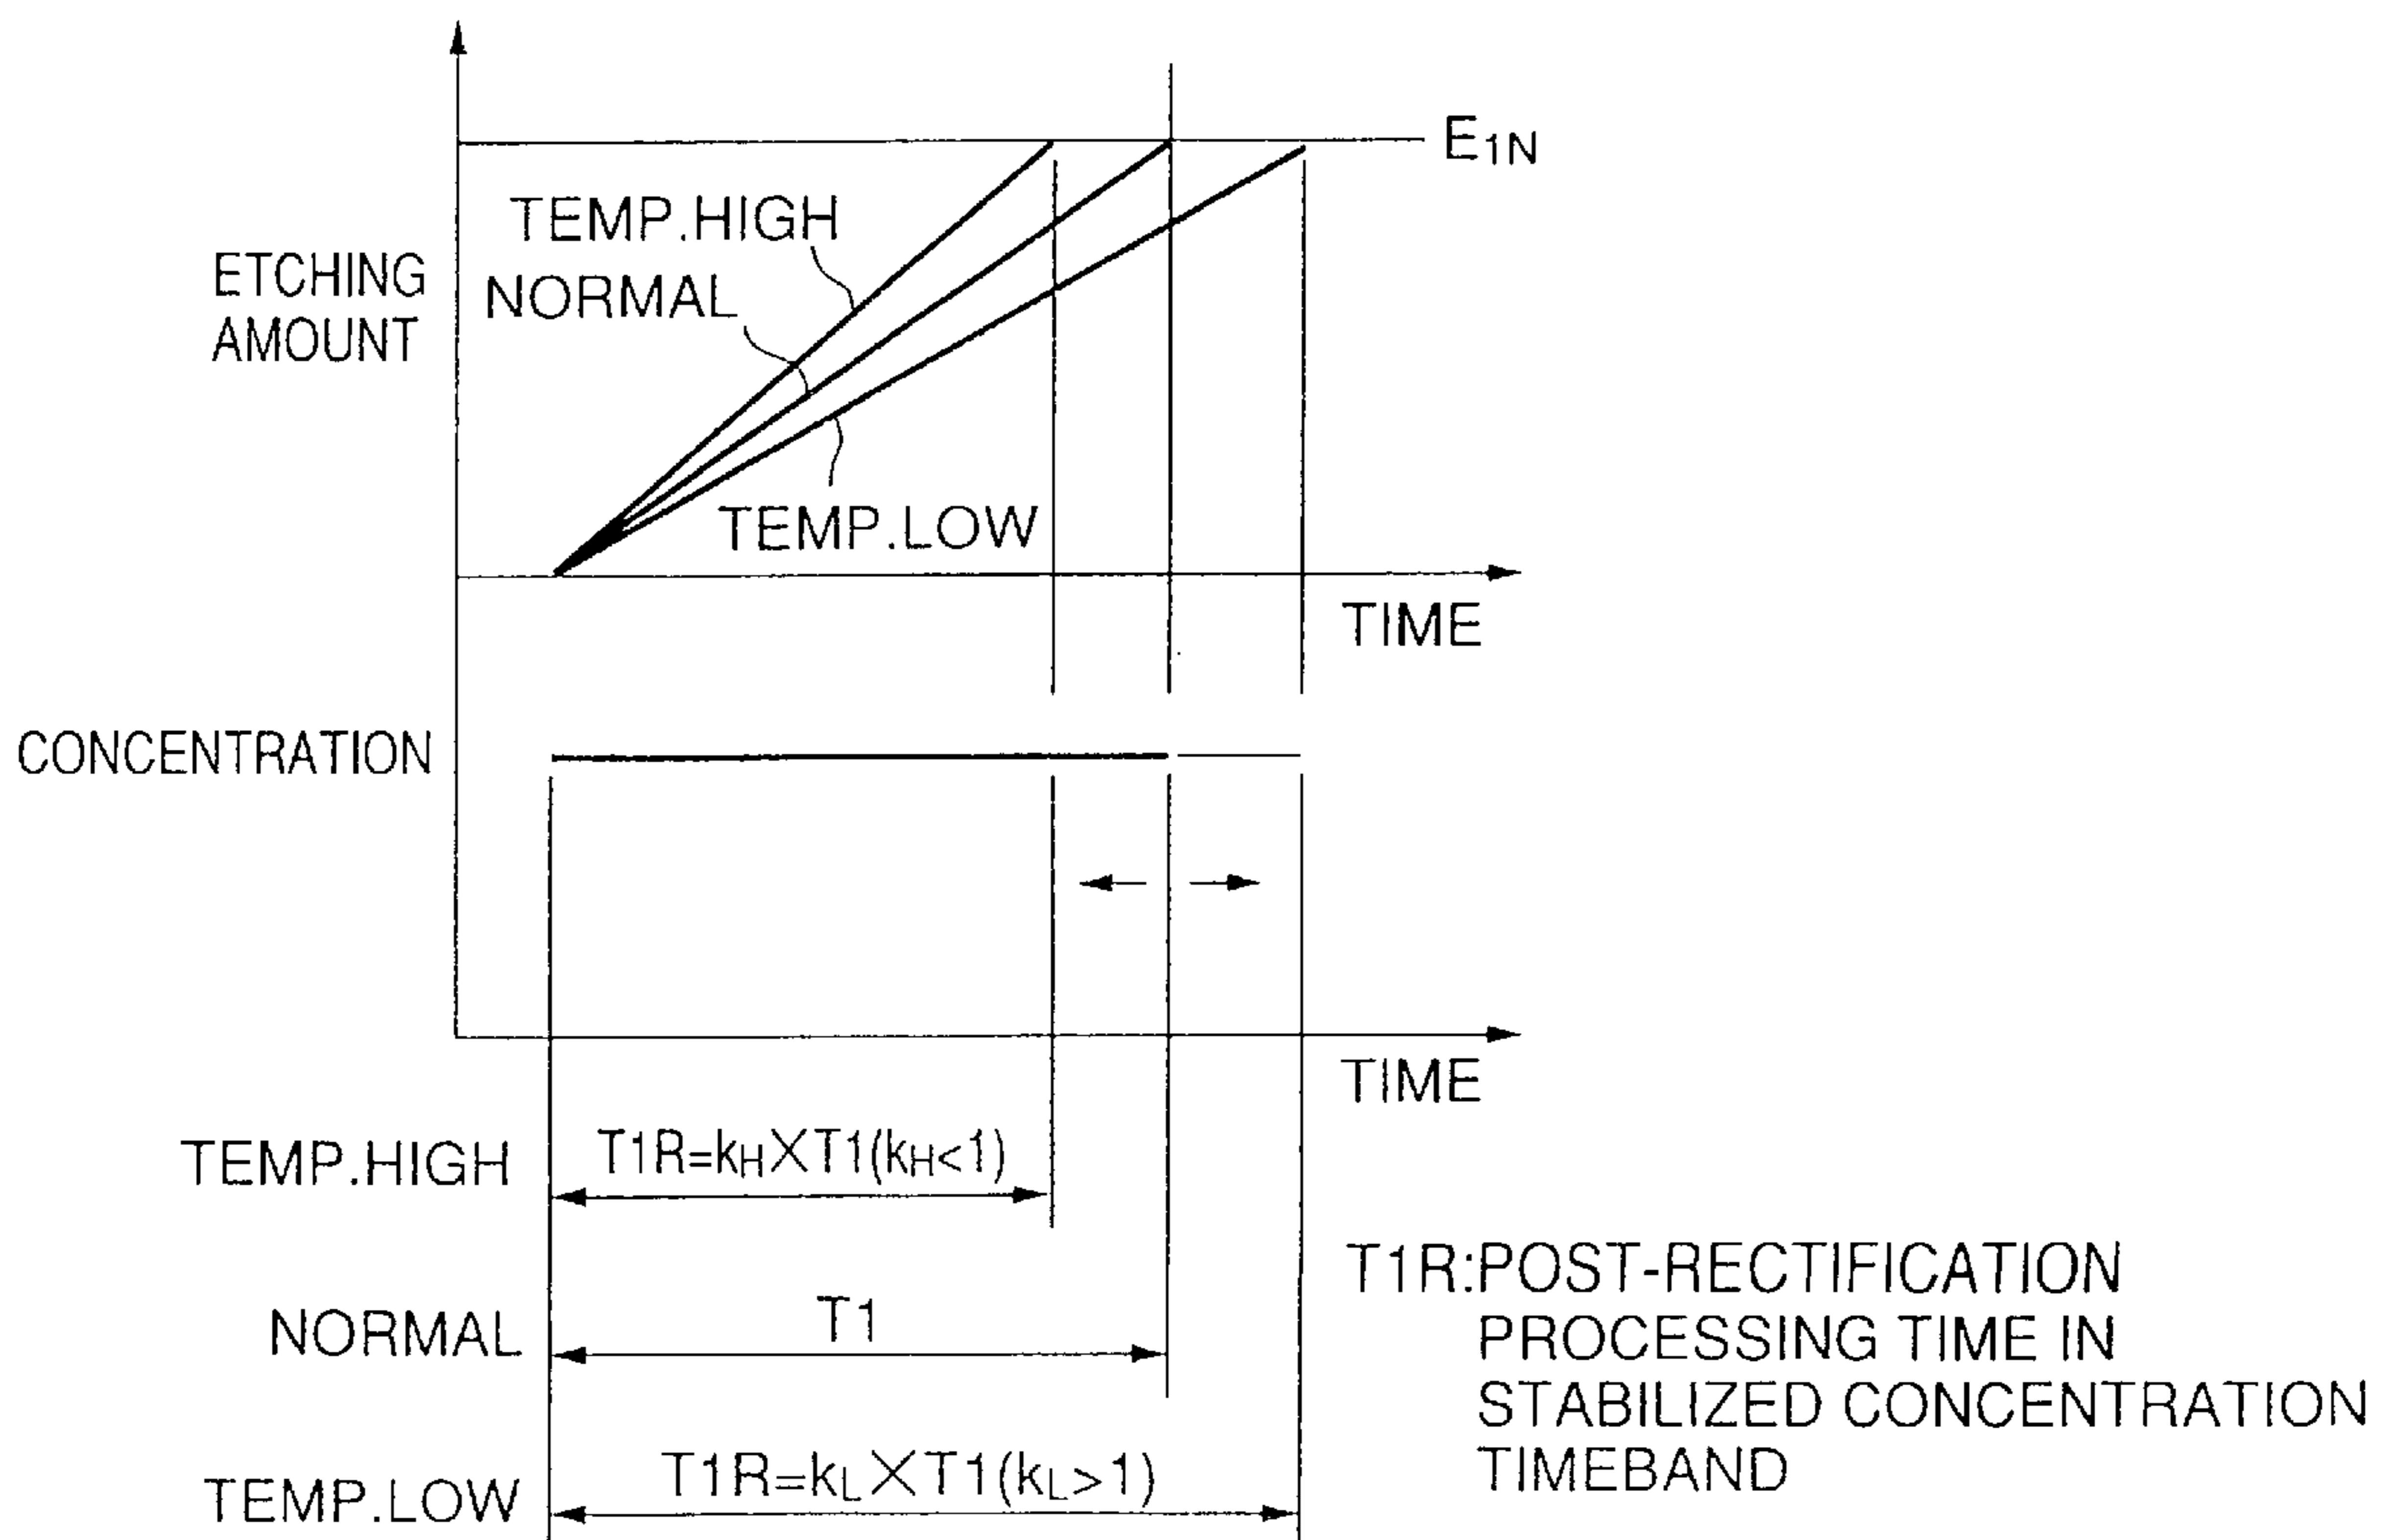 E1N
TEMP.HIGH
NORMAL
ETCHING
AMOUNT
TEMP.LOW
TIME
CONCENTRATION
TIME
TEMP.HIGH
T1R=kH×T1(kH<1)
NORMAL
T1
TEMP.LOW
T1R=kL×T1(kL>1)
T1R:POST-RECTIFICATION
PROCESSING TIME IN
STABILIZED CONCENTRATION
TIMEBAND